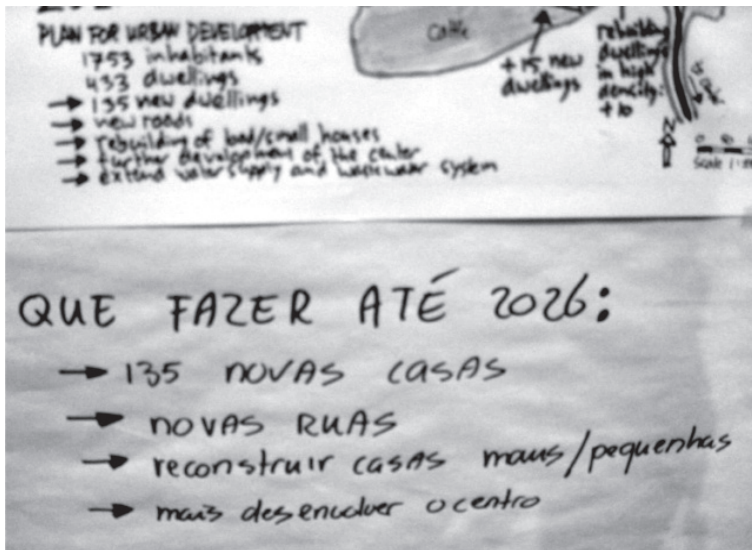 PLAN FOR URBAN DEVELOPMENT
1753 inhabitants
433 dwellings
→ 135 new dwellings
→ new roads
→ rebuilding of bad/small houses
→ further development of the center
→ extend water supply and wastewater system
Cattle
+15 new
dwellings
rebuilding
dwellings
in high
density:
+10
N
Scale
QUE FAZER ATÉ 2026:
→ 135 NOVAS CASAS
→ NOVAS RUAS
→ reconstruir casas maus/pequenhas
→ mais desenvolver o centro